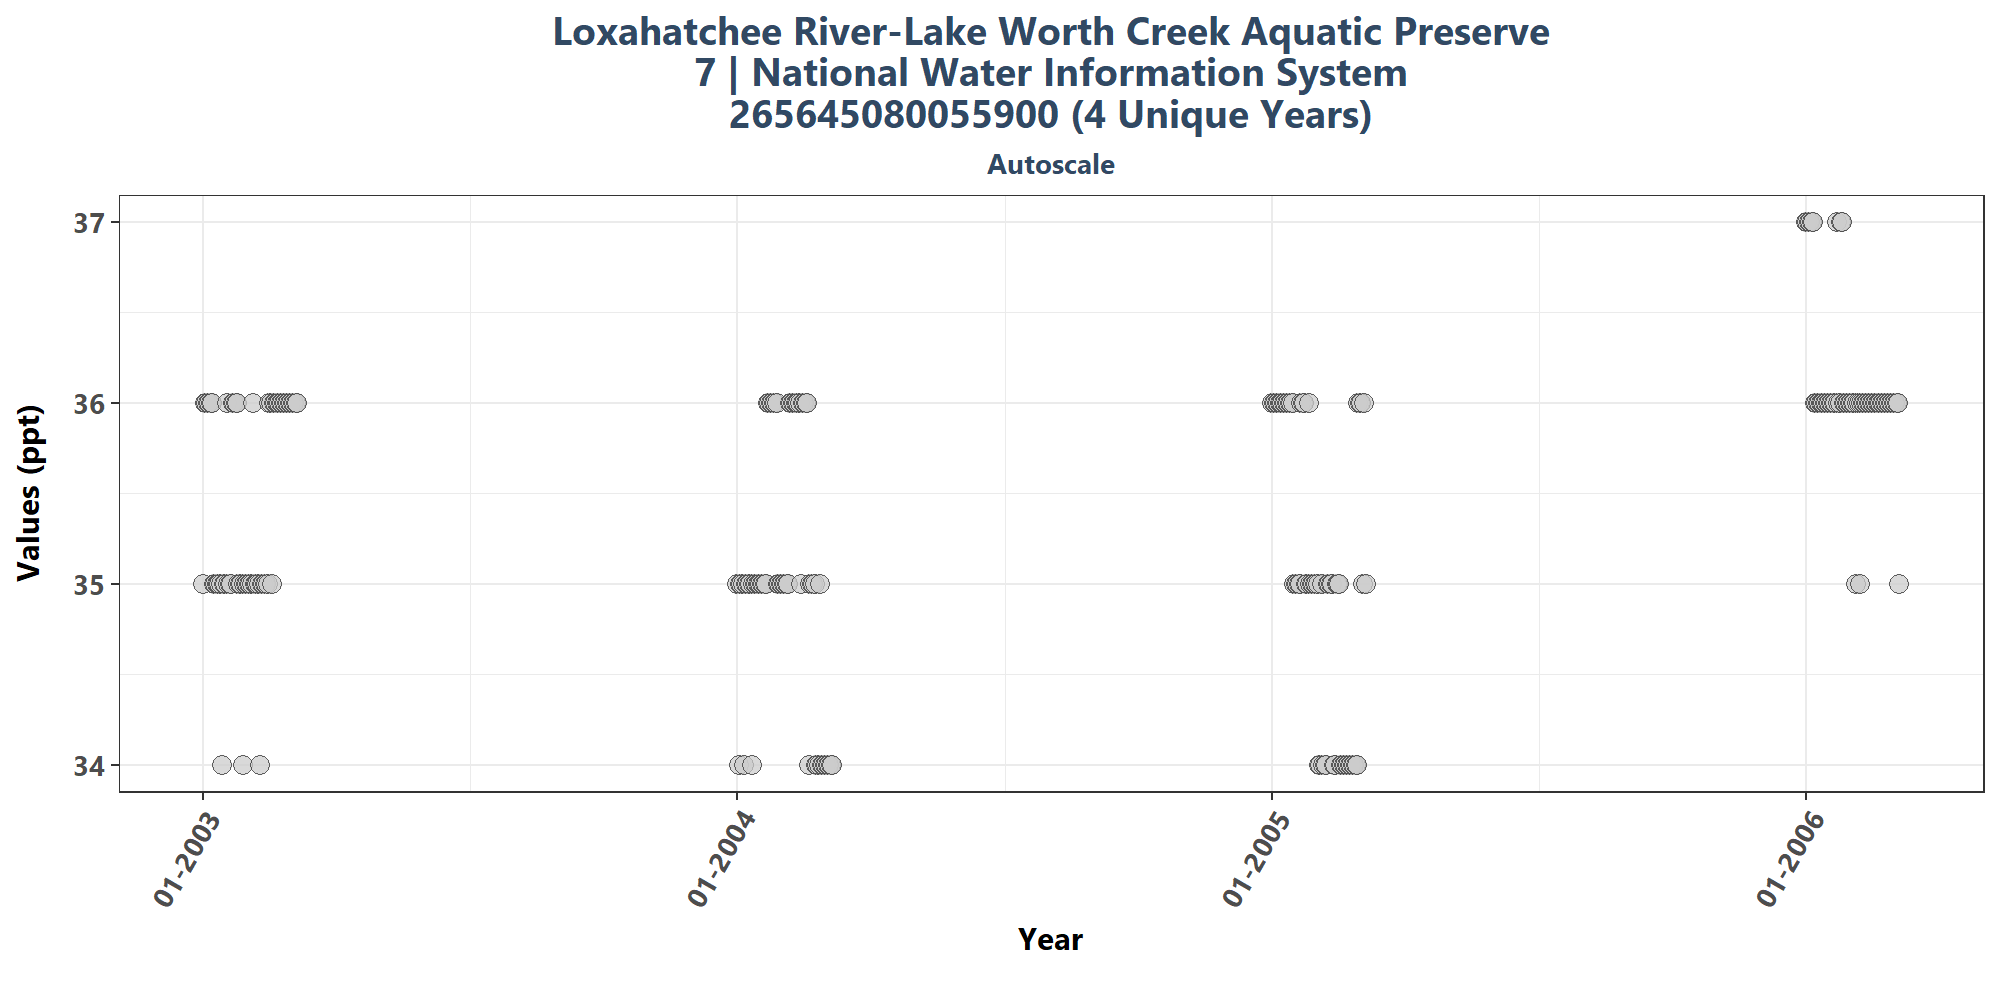 Loxahatchee River-Lake Worth Creek Aquatic Preserve
7 | National Water Information System
265645080055900 (4 Unique Years)
Autoscale
37
36
35
34
Values (ppt)
01-2003
01-2004
01-2005
01-2006
Year